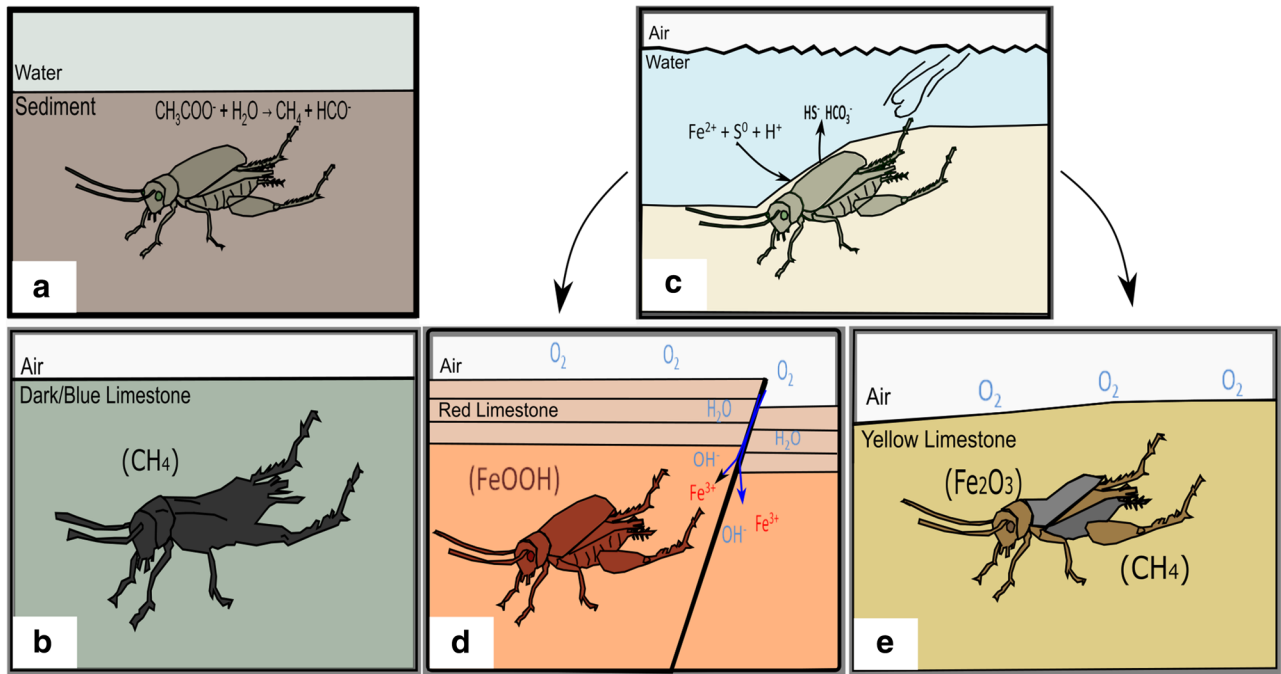 Water
Sediment
CH₃COO⁻ + H₂O → CH₄ + HCO⁻
a
Air
Water
Fe²⁺ + S⁰ + H⁺
HS⁻ HCO₃⁻
c
Air
Dark/Blue Limestone
(CH₄)
b
Air
O₂
O₂
O₂
Red Limestone
H₂O
H₂O
(FeOOH)
OH⁻
Fe³⁺
OH⁻
Fe³⁺
d
Air
O₂
O₂
O₂
Yellow Limestone
(Fe₂O₃)
(CH₄)
e